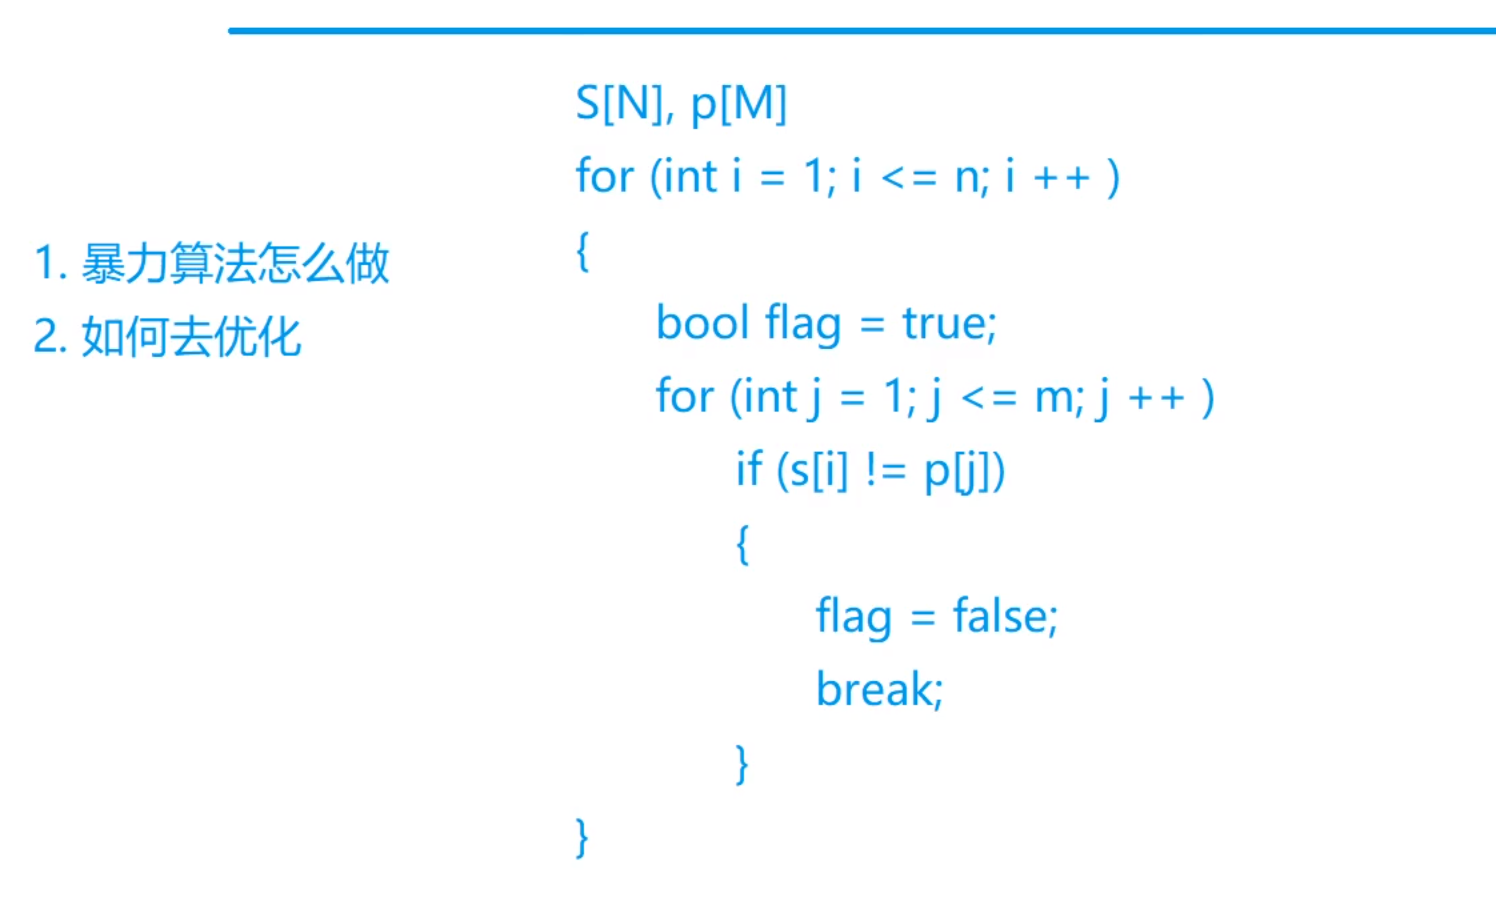 1. 暴力算法怎么做
2. 如何去优化
S[N], p[M]
for (int i = 1; i <= n; i ++ )
{
bool flag = true;
for (int j = 1; j <= m; j ++ )
if (s[i] != p[j])
{
flag = false;
break;
}
}